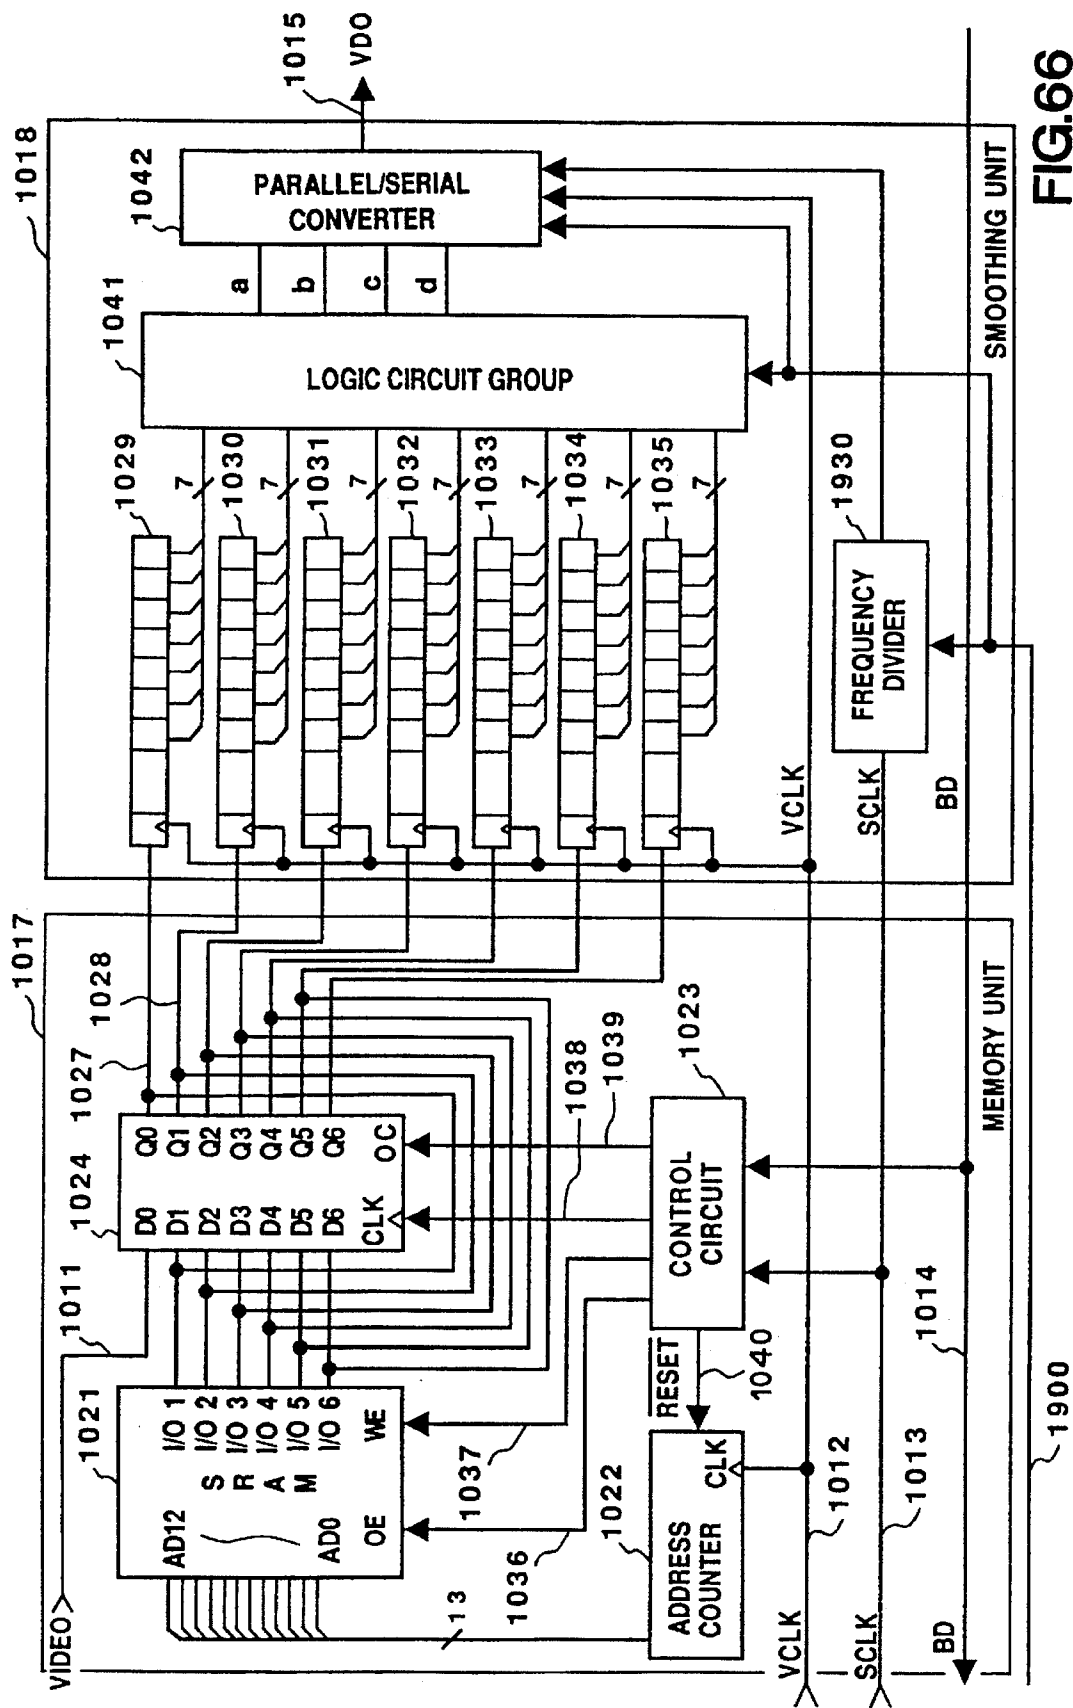 VIDEO
1011
1017
1021
AD12
AD0
S
R
A
M
I/O 1
I/O 2
I/O 3
I/O 4
I/O 5
I/O 6
OE
WE
1024
D0
D1
D2
D3
D4
D5
D6
CLK
Q0
Q1
Q2
Q3
Q4
Q5
Q6
OC
1027
1028
13
1036
1037
1038
1039
1022
ADDRESS
COUNTER
CLK
RESET
1040
CONTROL
CIRCUIT
1023
VCLK
1012
SCLK
1013
BD
1014
1900
MEMORY UNIT
1018
1029
7
1030
7
1031
7
1032
7
1033
7
1034
7
1035
7
1041
LOGIC CIRCUIT GROUP
a
b
c
d
1042
PARALLEL/SERIAL
CONVERTER
1015
VDO
VCLK
SCLK
BD
FREQUENCY
DIVIDER
1930
SMOOTHING UNIT
FIG.66